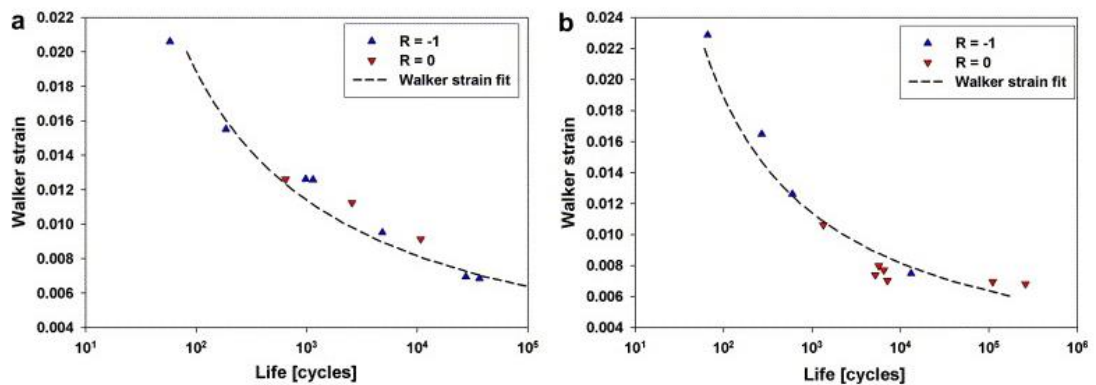 a
0.022
0.020
0.018
0.016
0.014
0.012
0.010
0.008
0.006
0.004
Walker strain
R = -1
R = 0
Walker strain fit
10¹
10²
10³
10⁴
10⁵
Life [cycles]
b
0.024
0.022
0.020
0.018
0.016
0.014
0.012
0.010
0.008
0.006
0.004
Walker strain
R = -1
R = 0
Walker strain fit
10¹
10²
10³
10⁴
10⁵
10⁶
Life [cycles]